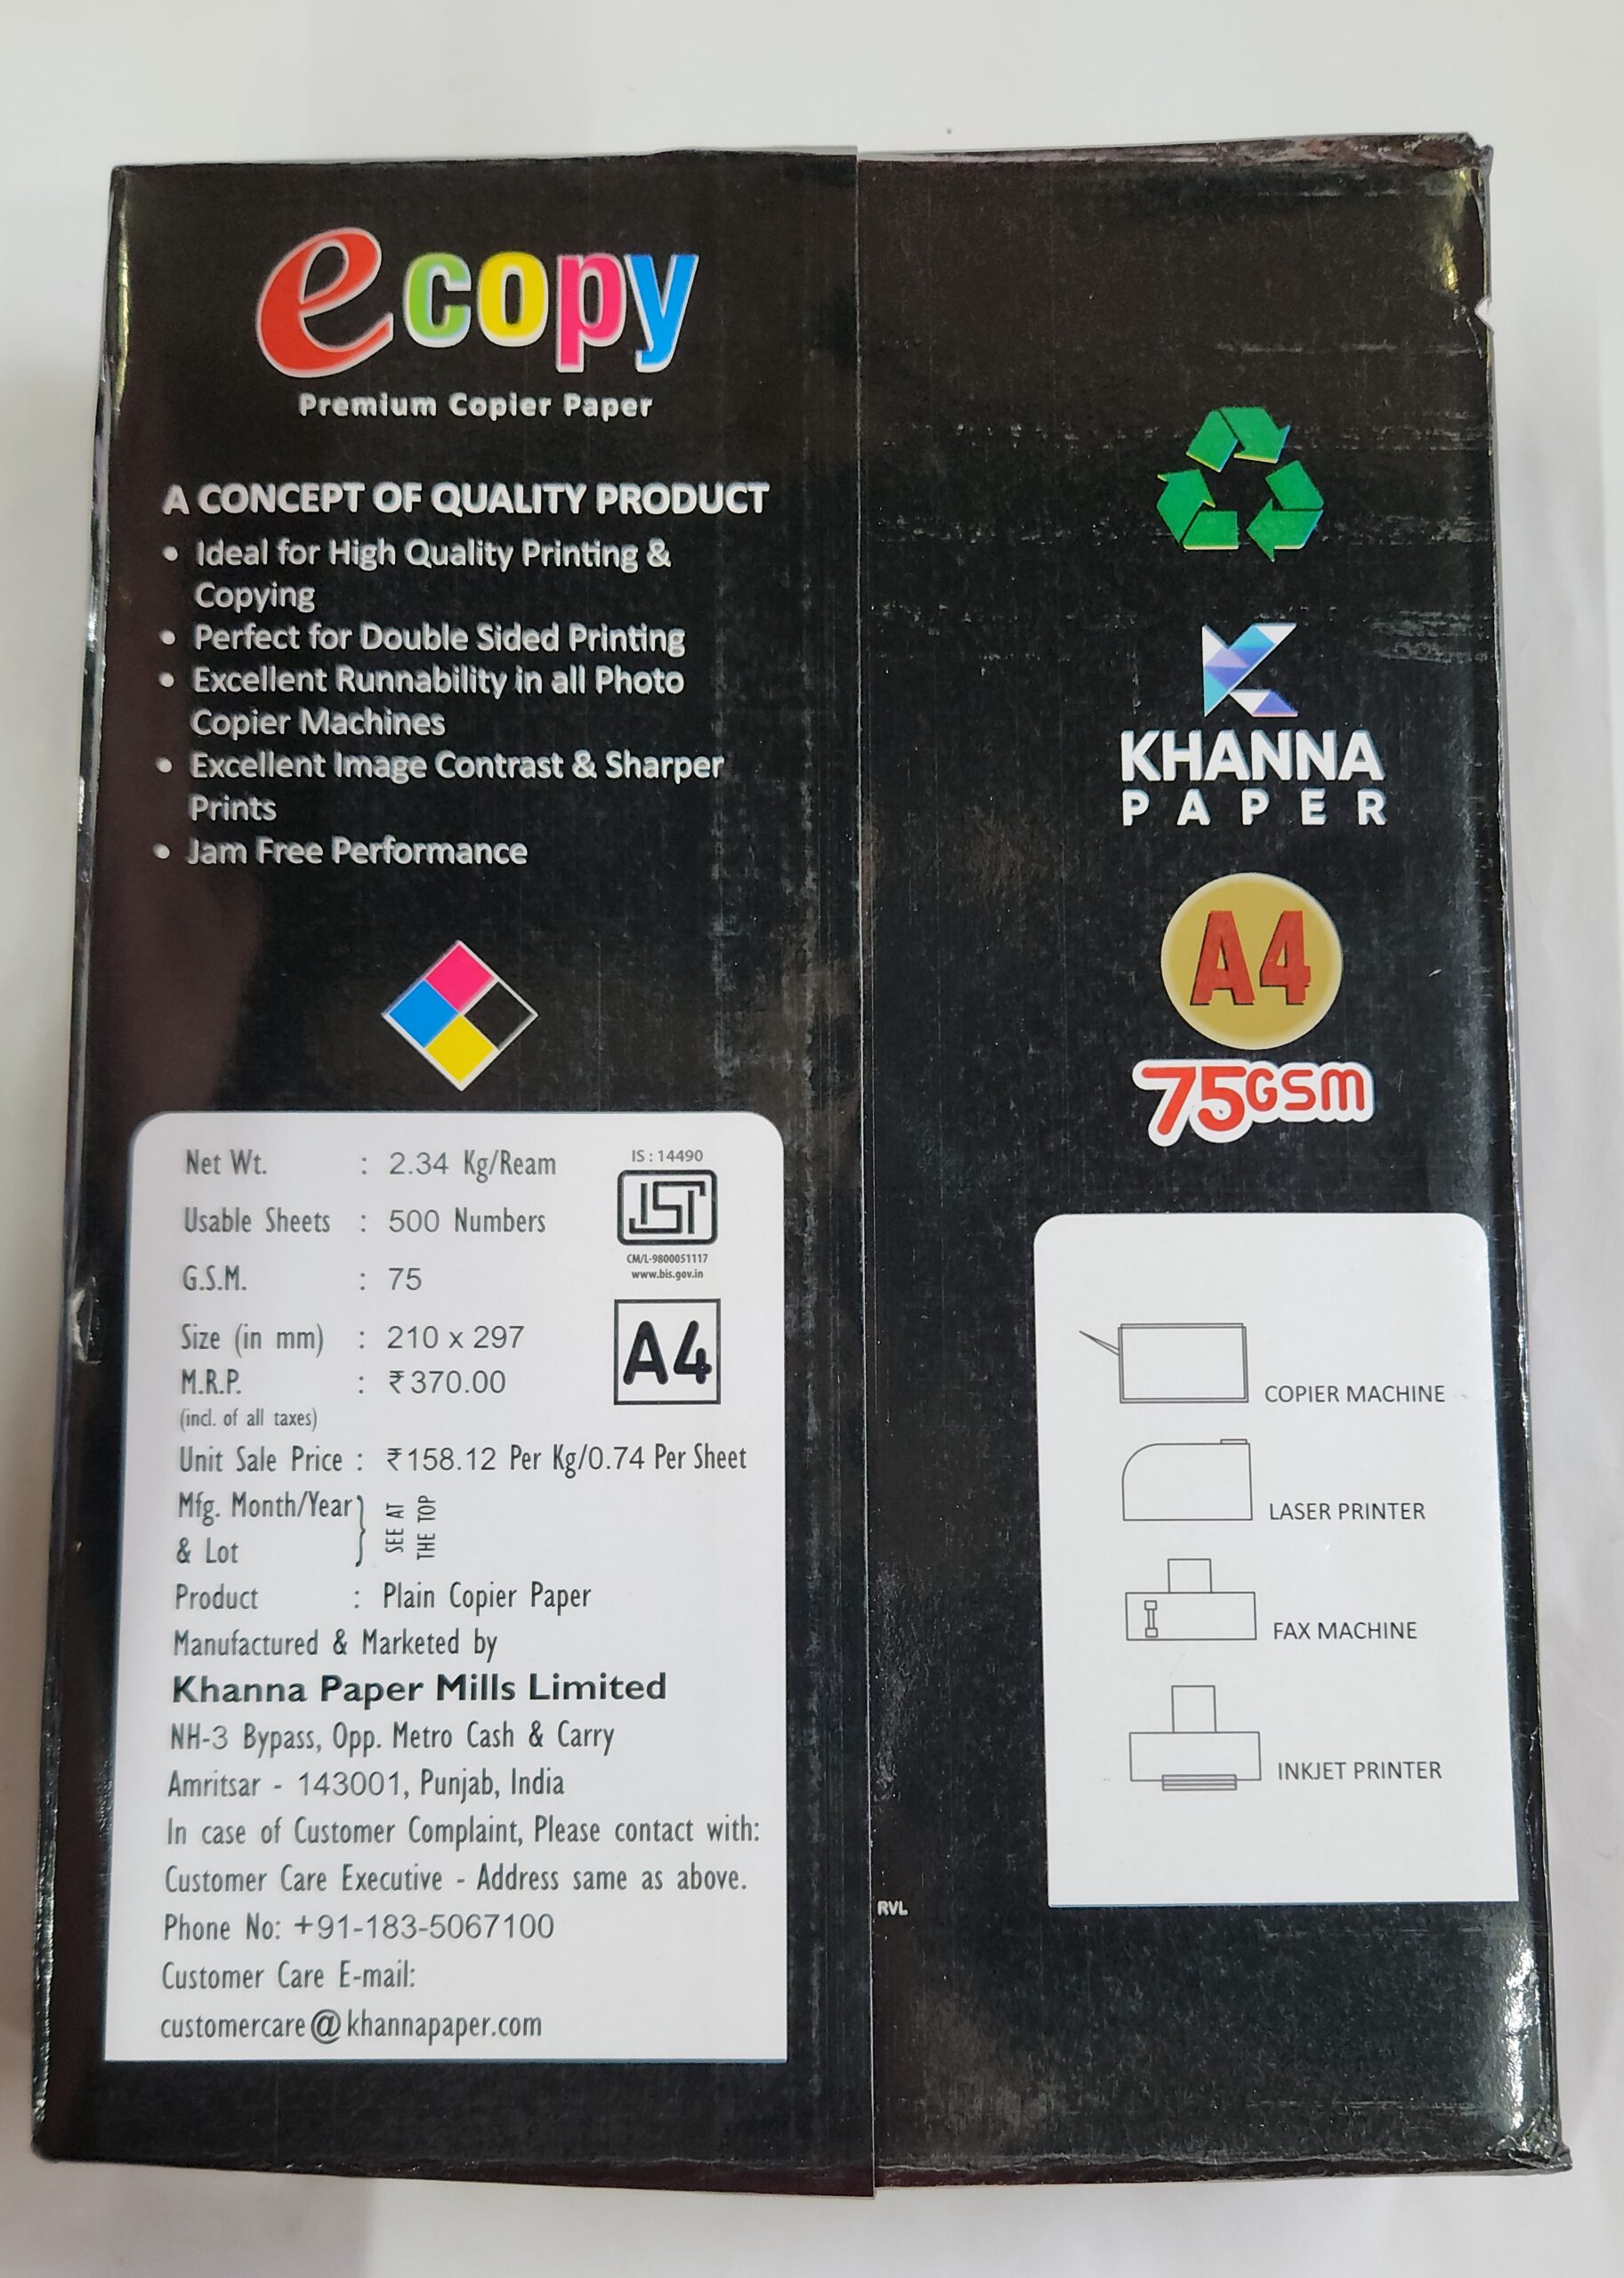 ecopy
Premium Copier Paper
A CONCEPT OF QUALITY PRODUCT
• Ideal for High Quality Printing &
Copying
• Perfect for Double Sided Printing
• Excellent Runnability in all Photo
Copier Machines
• Excellent Image Contrast & Sharper
Prints
• Jam Free Performance
Net Wt. : 2.34 Kg/Ream
Usable Sheets : 500 Numbers
G.S.M. : 75
Size (in mm) : 210 x 297
M.R.P. : ₹370.00
(incl. of all taxes)
Unit Sale Price : ₹158.12 Per Kg/0.74 Per Sheet
Mfg. Month/Year
& Lot
SEE AT
THE TOP
Product : Plain Copier Paper
Manufactured & Marketed by
Khanna Paper Mills Limited
NH-3 Bypass, Opp. Metro Cash & Carry
Amritsar - 143001, Punjab, India
In case of Customer Complaint, Please contact with:
Customer Care Executive - Address same as above.
Phone No: +91-183-5067100
Customer Care E-mail:
customercare@khannapaper.com
IS : 14490
ISI
CM/L-9800051117
www.bis.gov.in
A4
KHANNA
PAPER
A4
75GSM
COPIER MACHINE
LASER PRINTER
FAX MACHINE
INKJET PRINTER
RVL